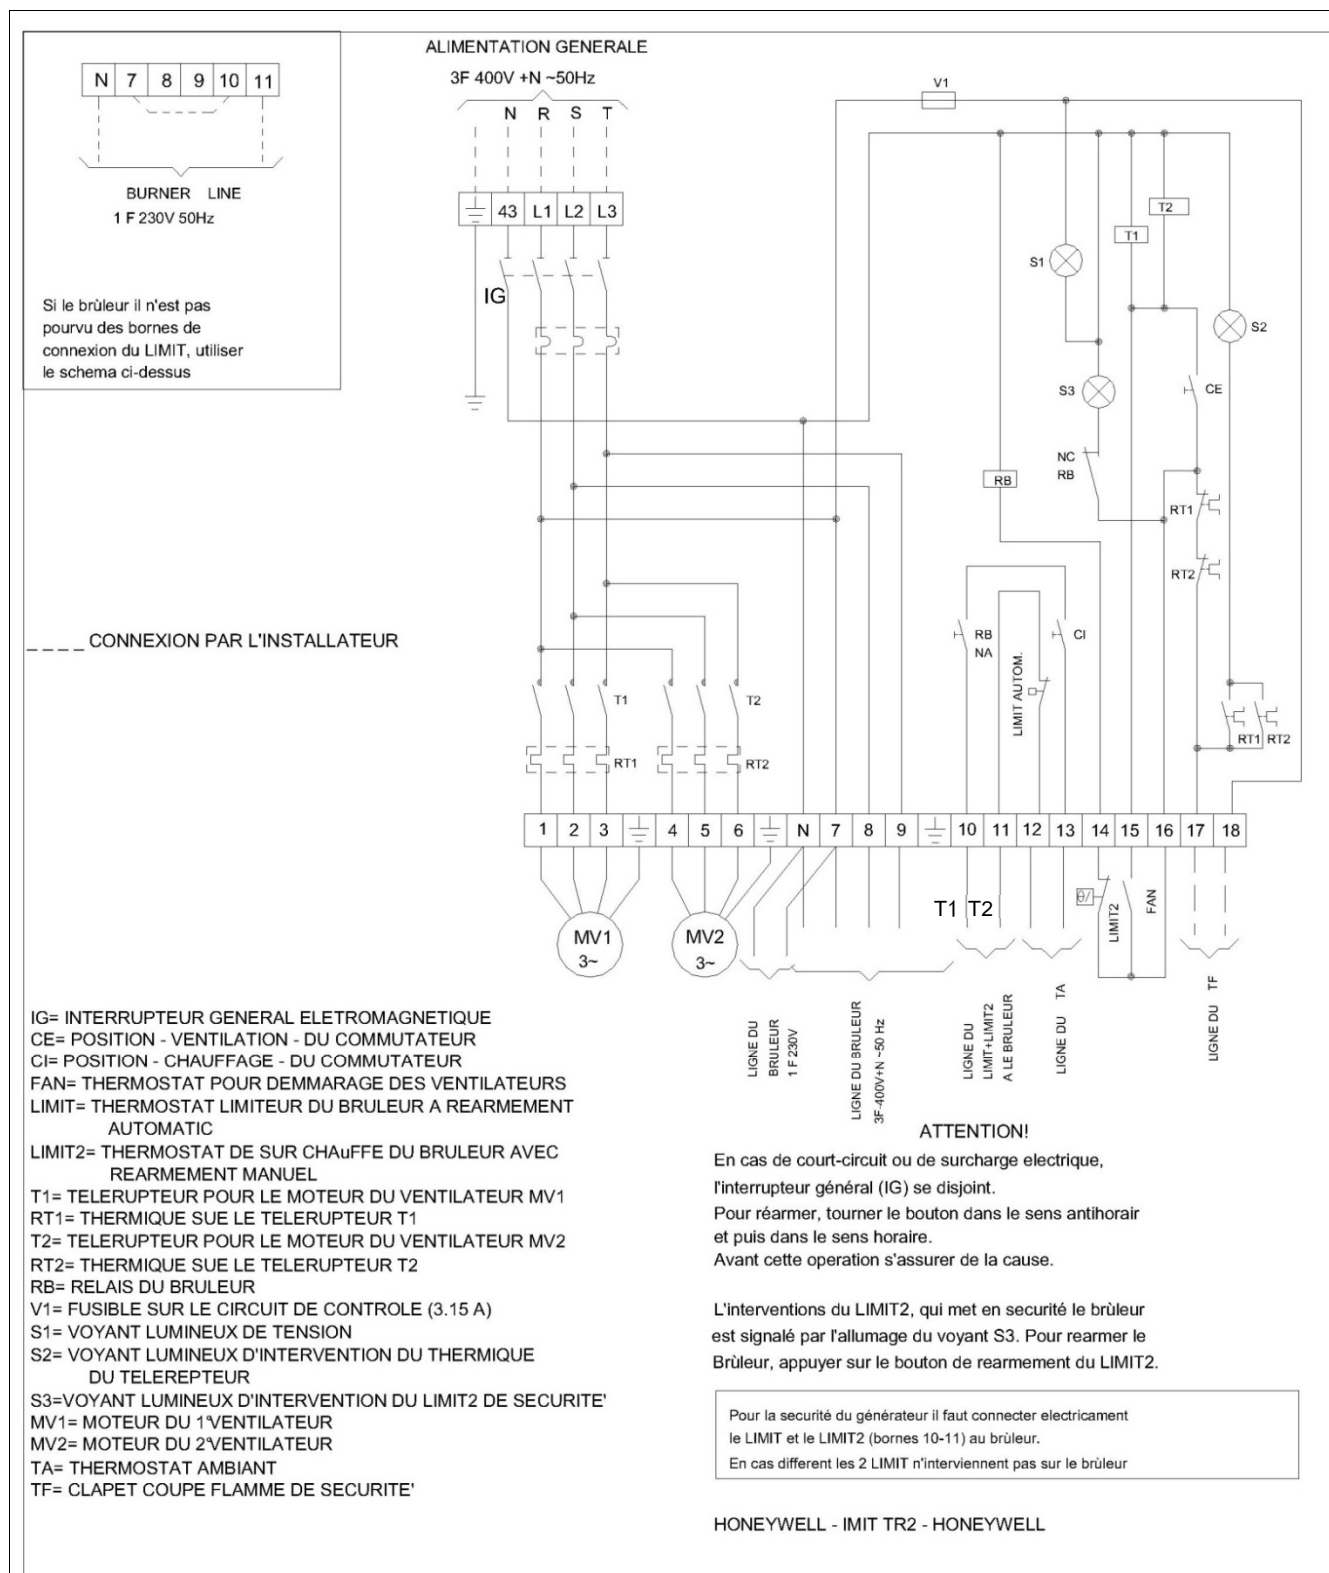 N 7 8 9 10 11
BURNER LINE
1 F 230V 50Hz
Si le brùleur il n'est pas
pourvu des bornes de
connexion du LIMIT, utiliser
le schema ci-dessus
ALIMENTATION GENERALE
3F 400V +N ~50Hz
N R S T
43 L1 L2 L3
IG
V1
T2
T1
S1
S2
S3
CE
NC
RB
RB
RT1
RT2
____ CONNEXION PAR L'INSTALLATEUR
RB
NA
CI
LIMIT AUTOM.
T1
T2
RT1
RT2
RT1 RT2
1 2 3 4 5 6 N 7 8 9 10 11 12 13 14 15 16 17 18
T1 T2
θ/
LIMIT2
FAN
MV1
3~
MV2
3~
LIGNE DU
BRULEUR
1 F 230V
LIGNE DU BRULEUR
3F-400V+N ~50 Hz
LIGNE DU
LIMIT+LIMIT2
A LE BRULEUR
LIGNE DU TA
LIGNE DU TF
IG= INTERRUPTEUR GENERAL ELETROMAGNETIQUE
CE= POSITION - VENTILATION - DU COMMUTATEUR
CI= POSITION - CHAUFFAGE - DU COMMUTATEUR
FAN= THERMOSTAT POUR DEMMARAGE DES VENTILATEURS
LIMIT= THERMOSTAT LIMITEUR DU BRULEUR A REARMEMENT
AUTOMATIC
LIMIT2= THERMOSTAT DE SUR CHAuFFE DU BRULEUR AVEC
REARMEMENT MANUEL
T1= TELERUPTEUR POUR LE MOTEUR DU VENTILATEUR MV1
RT1= THERMIQUE SUE LE TELERUPTEUR T1
T2= TELERUPTEUR POUR LE MOTEUR DU VENTILATEUR MV2
RT2= THERMIQUE SUE LE TELERUPTEUR T2
RB= RELAIS DU BRULEUR
V1= FUSIBLE SUR LE CIRCUIT DE CONTROLE (3.15 A)
S1= VOYANT LUMINEUX DE TENSION
S2= VOYANT LUMINEUX D'INTERVENTION DU THERMIQUE
DU TELEREPTEUR
S3=VOYANT LUMINEUX D'INTERVENTION DU LIMIT2 DE SECURITE'
MV1= MOTEUR DU 1°VENTILATEUR
MV2= MOTEUR DU 2°VENTILATEUR
TA= THERMOSTAT AMBIANT
TF= CLAPET COUPE FLAMME DE SECURITE'
ATTENTION!
En cas de court-circuit ou de surcharge electrique,
l'interrupteur général (IG) se disjoint.
Pour réarmer, tourner le bouton dans le sens antihorair
et puis dans le sens horaire.
Avant cette operation s'assurer de la cause.
L'interventions du LIMIT2, qui met en securité le brùleur
est signalé par l'allumage du voyant S3. Pour rearmer le
Brùleur, appuyer sur le bouton de rearmement du LIMIT2.
Pour la securité du générateur il faut connecter electricament
le LIMIT et le LIMIT2 (bornes 10-11) au brùleur.
En cas different les 2 LIMIT n'interviennent pas sur le brùleur
HONEYWELL - IMIT TR2 - HONEYWELL